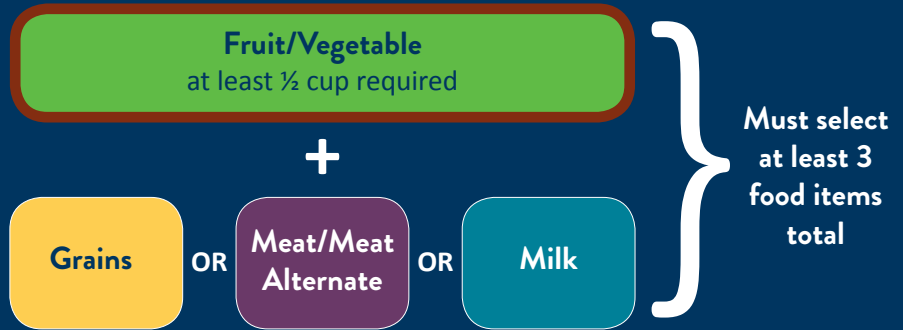 Fruit/Vegetable
at least ½ cup required
+
Grains
OR
Meat/Meat
Alternate
OR
Milk
Must select
at least 3
food items
total